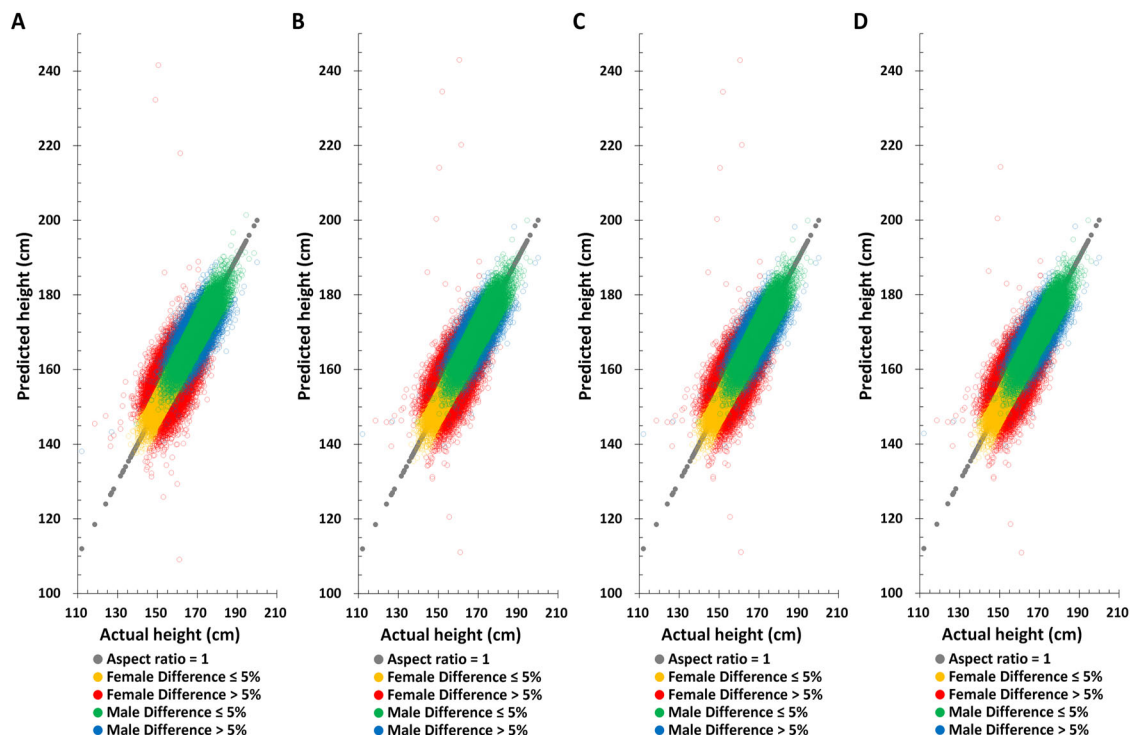 A
Predicted height (cm)
240
220
200
180
160
140
120
100
110 130 150 170 190 210
Actual height (cm)
Aspect ratio = 1
Female Difference ≤ 5%
Female Difference > 5%
Male Difference ≤ 5%
Male Difference > 5%
B
Predicted height (cm)
240
220
200
180
160
140
120
100
110 130 150 170 190 210
Actual height (cm)
Aspect ratio = 1
Female Difference ≤ 5%
Female Difference > 5%
Male Difference ≤ 5%
Male Difference > 5%
C
Predicted height (cm)
240
220
200
180
160
140
120
100
110 130 150 170 190 210
Actual height (cm)
Aspect ratio = 1
Female Difference ≤ 5%
Female Difference > 5%
Male Difference ≤ 5%
Male Difference > 5%
D
Predicted height (cm)
240
220
200
180
160
140
120
100
110 130 150 170 190 210
Actual height (cm)
Aspect ratio = 1
Female Difference ≤ 5%
Female Difference > 5%
Male Difference ≤ 5%
Male Difference > 5%